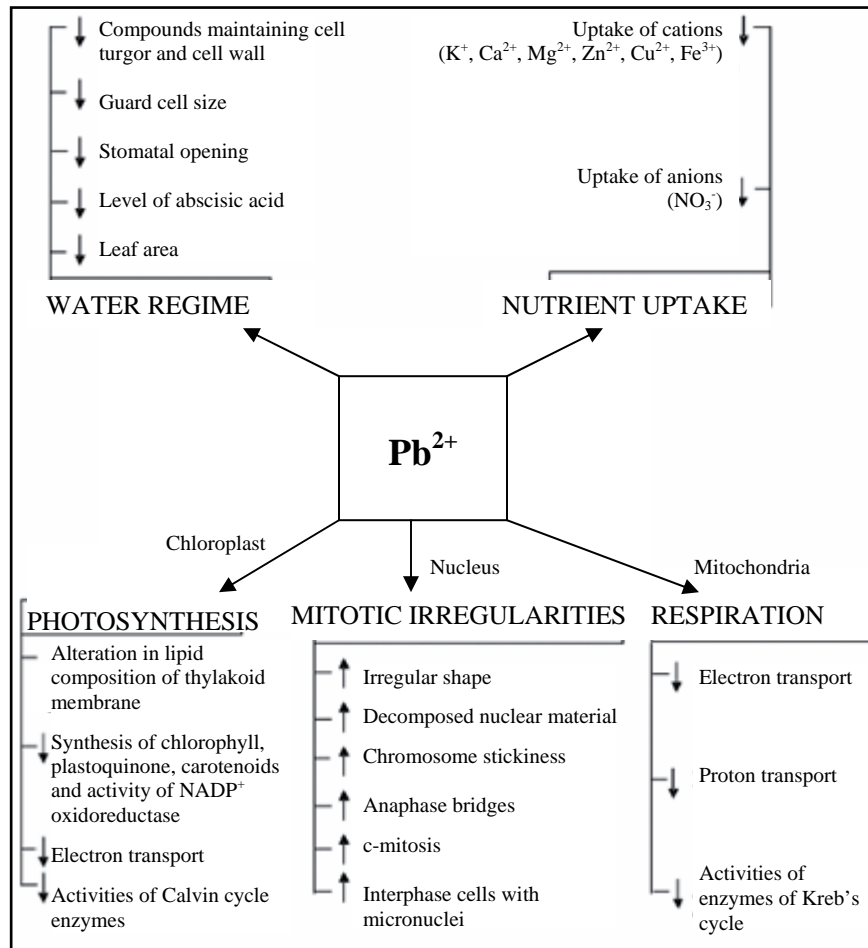 Compounds maintaining cell
turgor and cell wall
Guard cell size
Stomatal opening
Level of abscisic acid
Leaf area
WATER REGIME
Uptake of cations
(K⁺, Ca²⁺, Mg²⁺, Zn²⁺, Cu²⁺, Fe³⁺)
Uptake of anions
(NO₃⁻)
NUTRIENT UPTAKE
Pb²⁺
Chloroplast
Nucleus
Mitochondria
PHOTOSYNTHESIS
Alteration in lipid
composition of thylakoid
membrane
Synthesis of chlorophyll,
plastoquinone, carotenoids
and activity of NADP⁺
oxidoreductase
Electron transport
Activities of Calvin cycle
enzymes
MITOTIC IRREGULARITIES
Irregular shape
Decomposed nuclear material
Chromosome stickiness
Anaphase bridges
c-mitosis
Interphase cells with
micronuclei
RESPIRATION
Electron transport
Proton transport
Activities of
enzymes of Kreb's
cycle